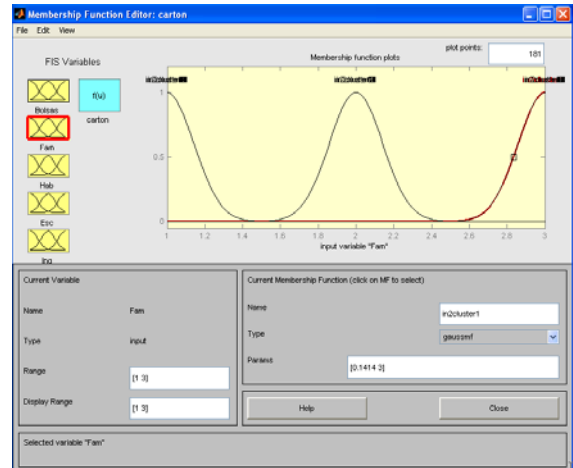 Membership Function Editor: carton
File Edit View
FIS Variables
Membership function plots
plot points:
181
Bolsas
f(u)
carton
Fam
Hab
Esc
Ing
1
0.5
0
1 1.2 1.4 1.6 1.8 2 2.2 2.4 2.6 2.8 3
input variable "Fam"
Current Variable
Name Fam
Type input
Range [1 3]
Display Range [1 3]
Current Membership Function (click on MF to select)
Name in2cluster1
Type gaussmf
Params [0.1414 3]
Help
Close
Selected variable "Fam"